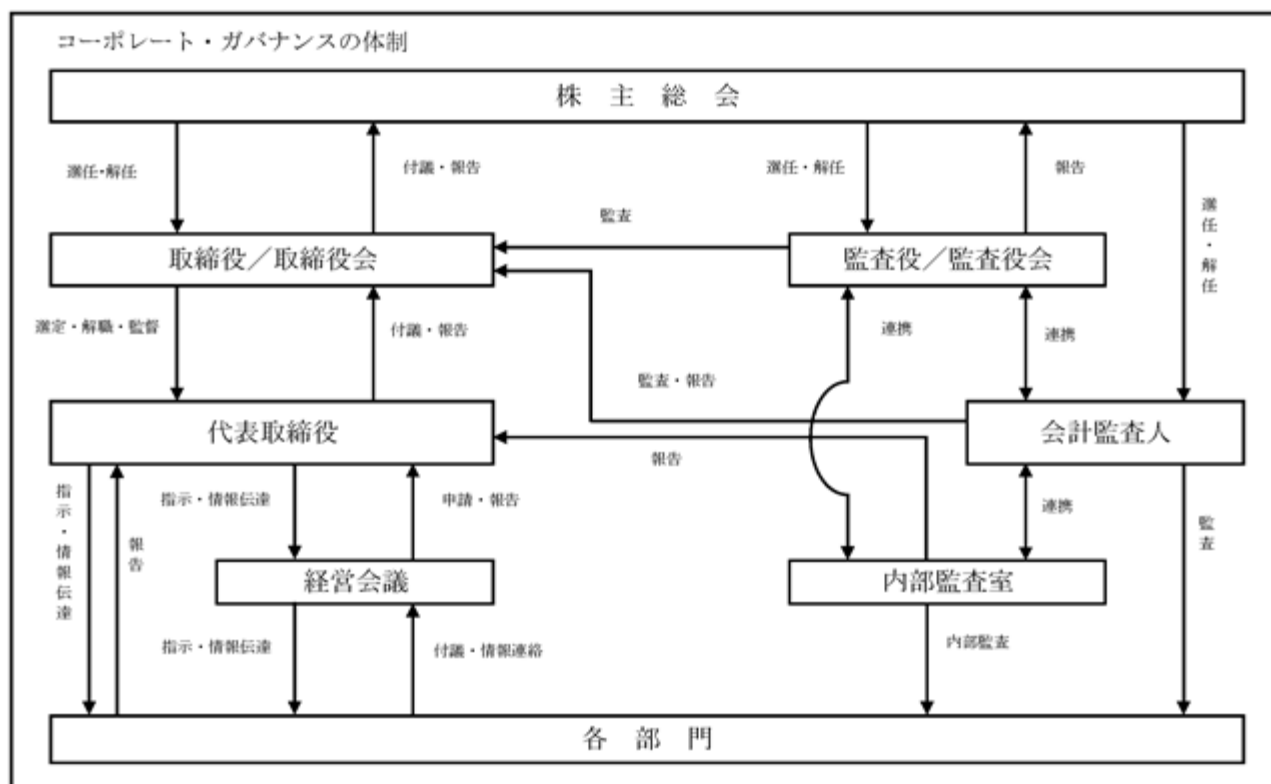 コーポレート・ガバナンスの体制
株主総会
選任・解任
付議・報告
選任・解任
報告
選任・解任
監査
取締役／取締役会
監査役／監査役会
選定・解職・監督
付議・報告
連携
連携
監査・報告
代表取締役
会計監査人
報告
指示・情報伝達
報告
指示・情報伝達
申請・報告
連携
監査
経営会議
内部監査室
指示・情報伝達
付議・情報連絡
内部監査
各部門